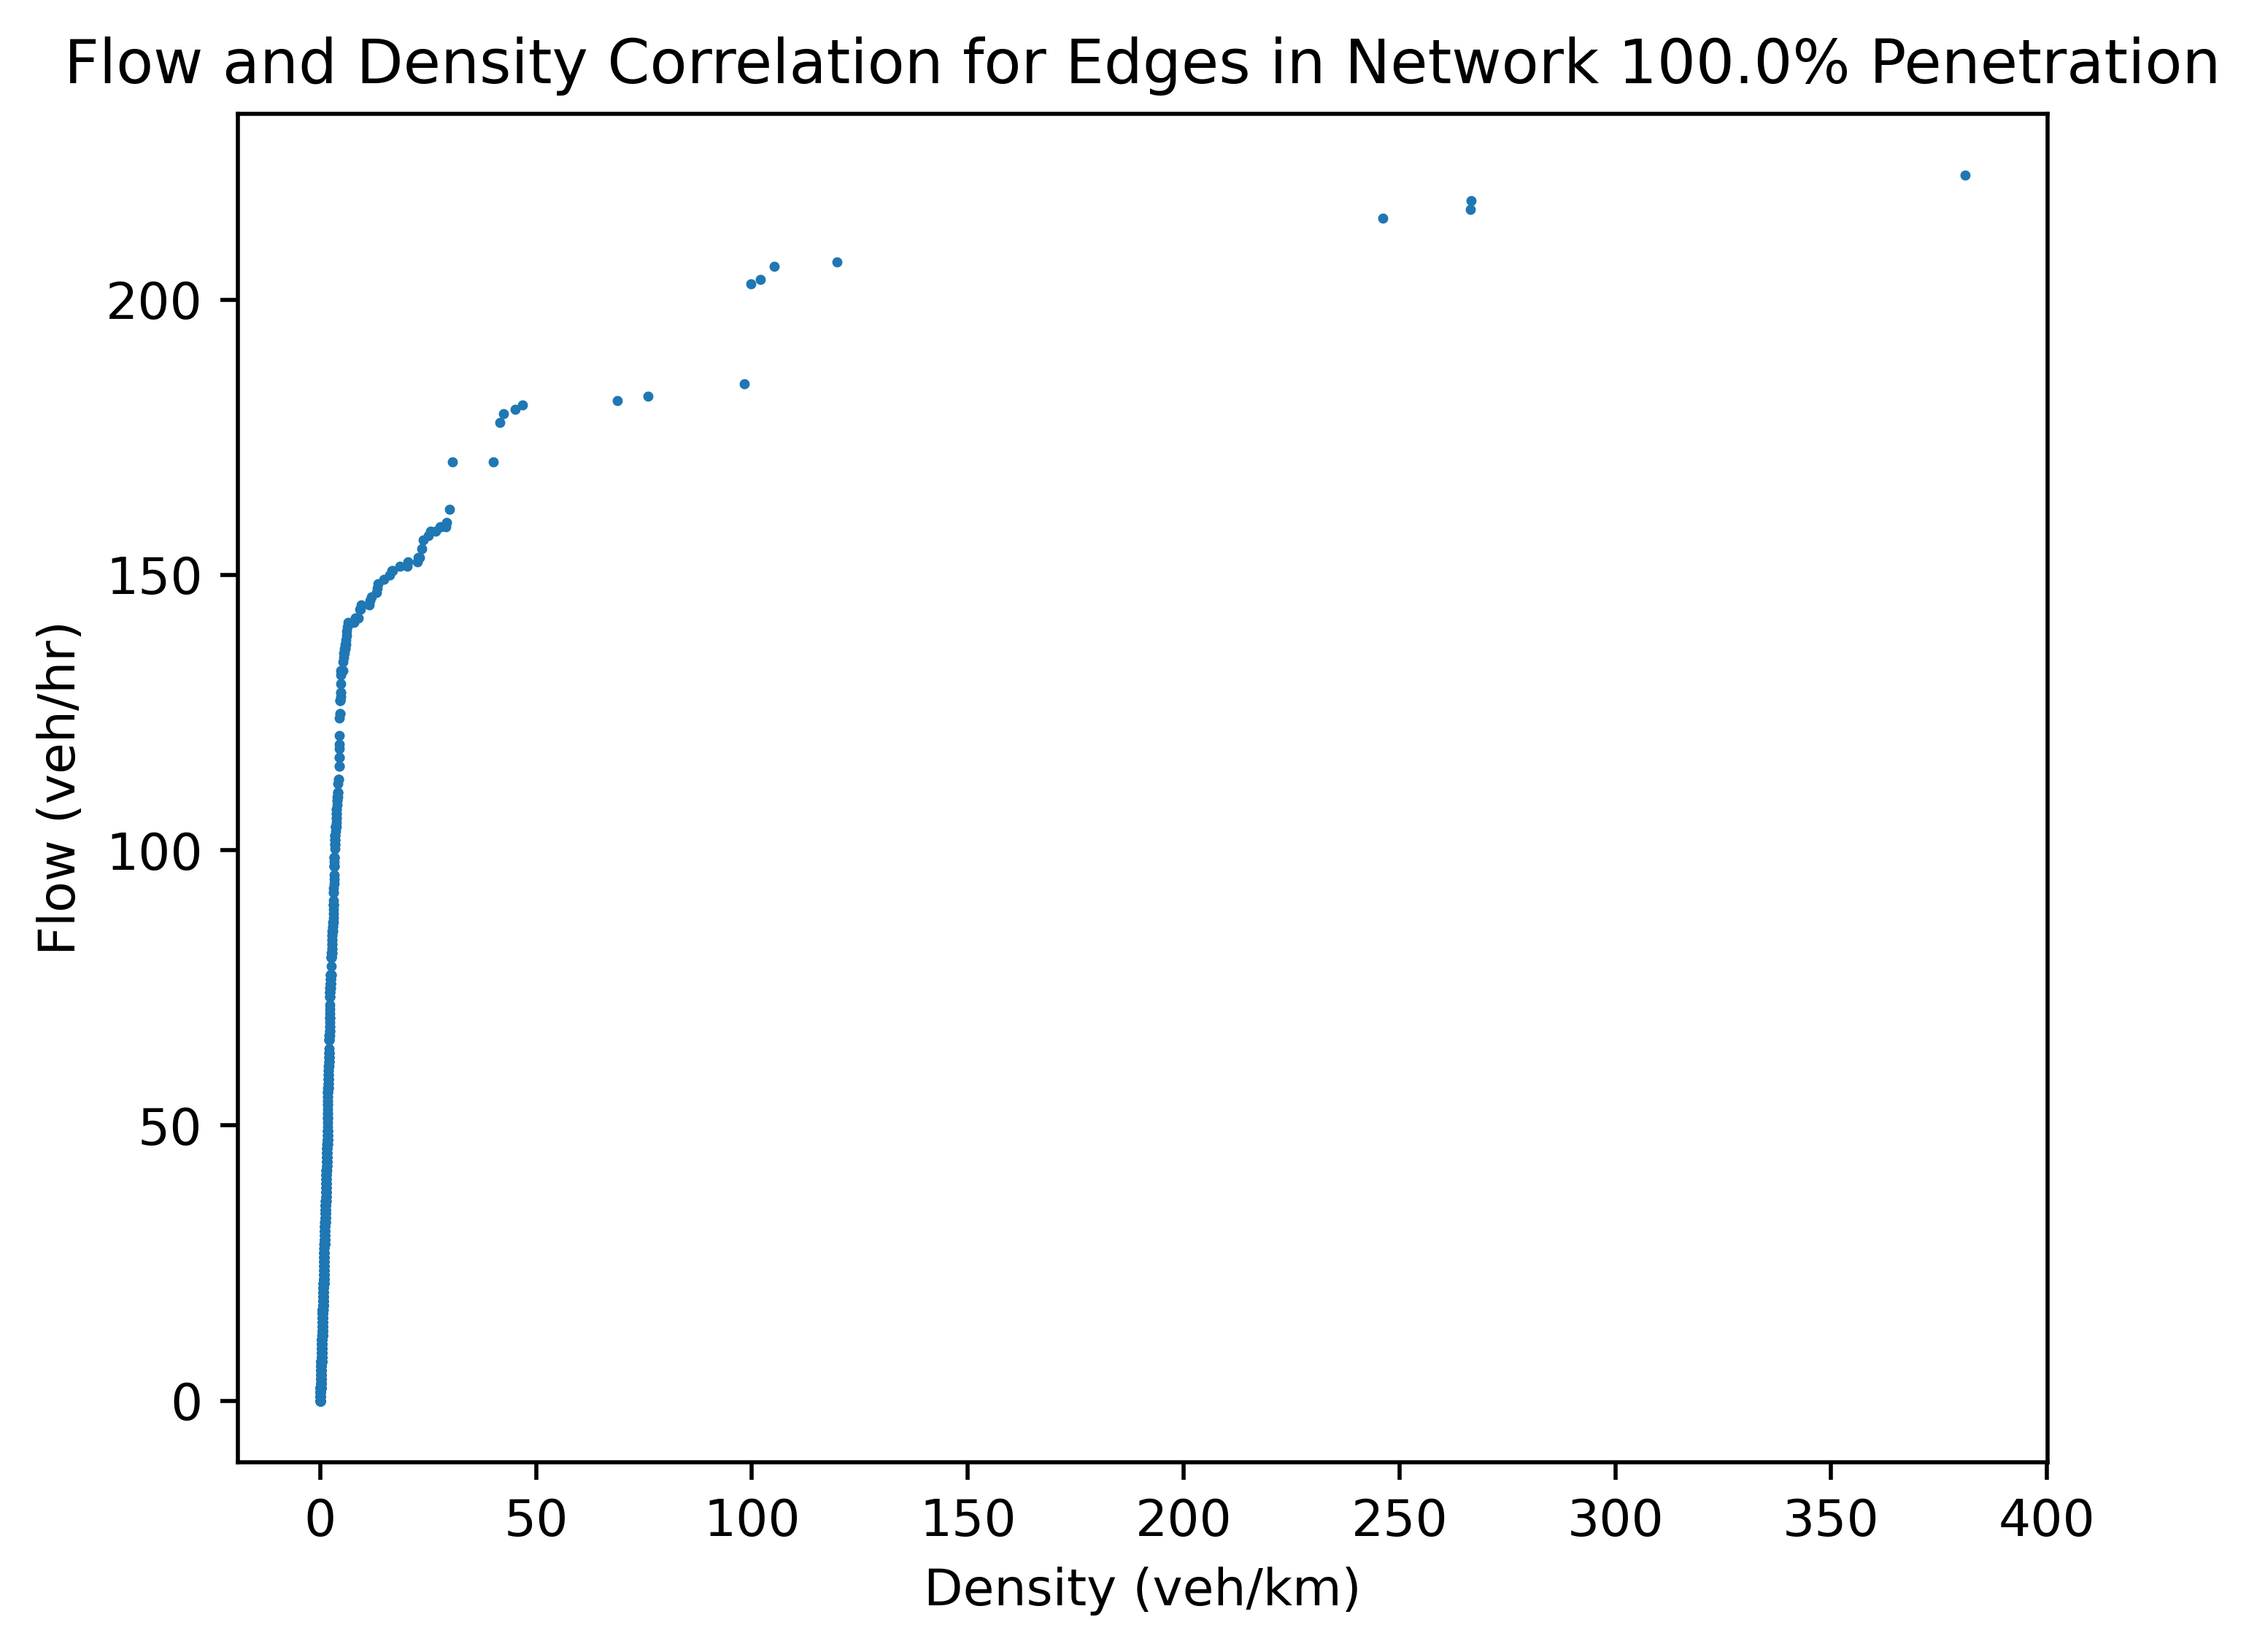 Flow and Density Correlation for Edges in Network 100.0% Penetration
Flow (veh/hr)
200
150
100
50
0
0 50 100 150 200 250 300 350 400
Density (veh/km)